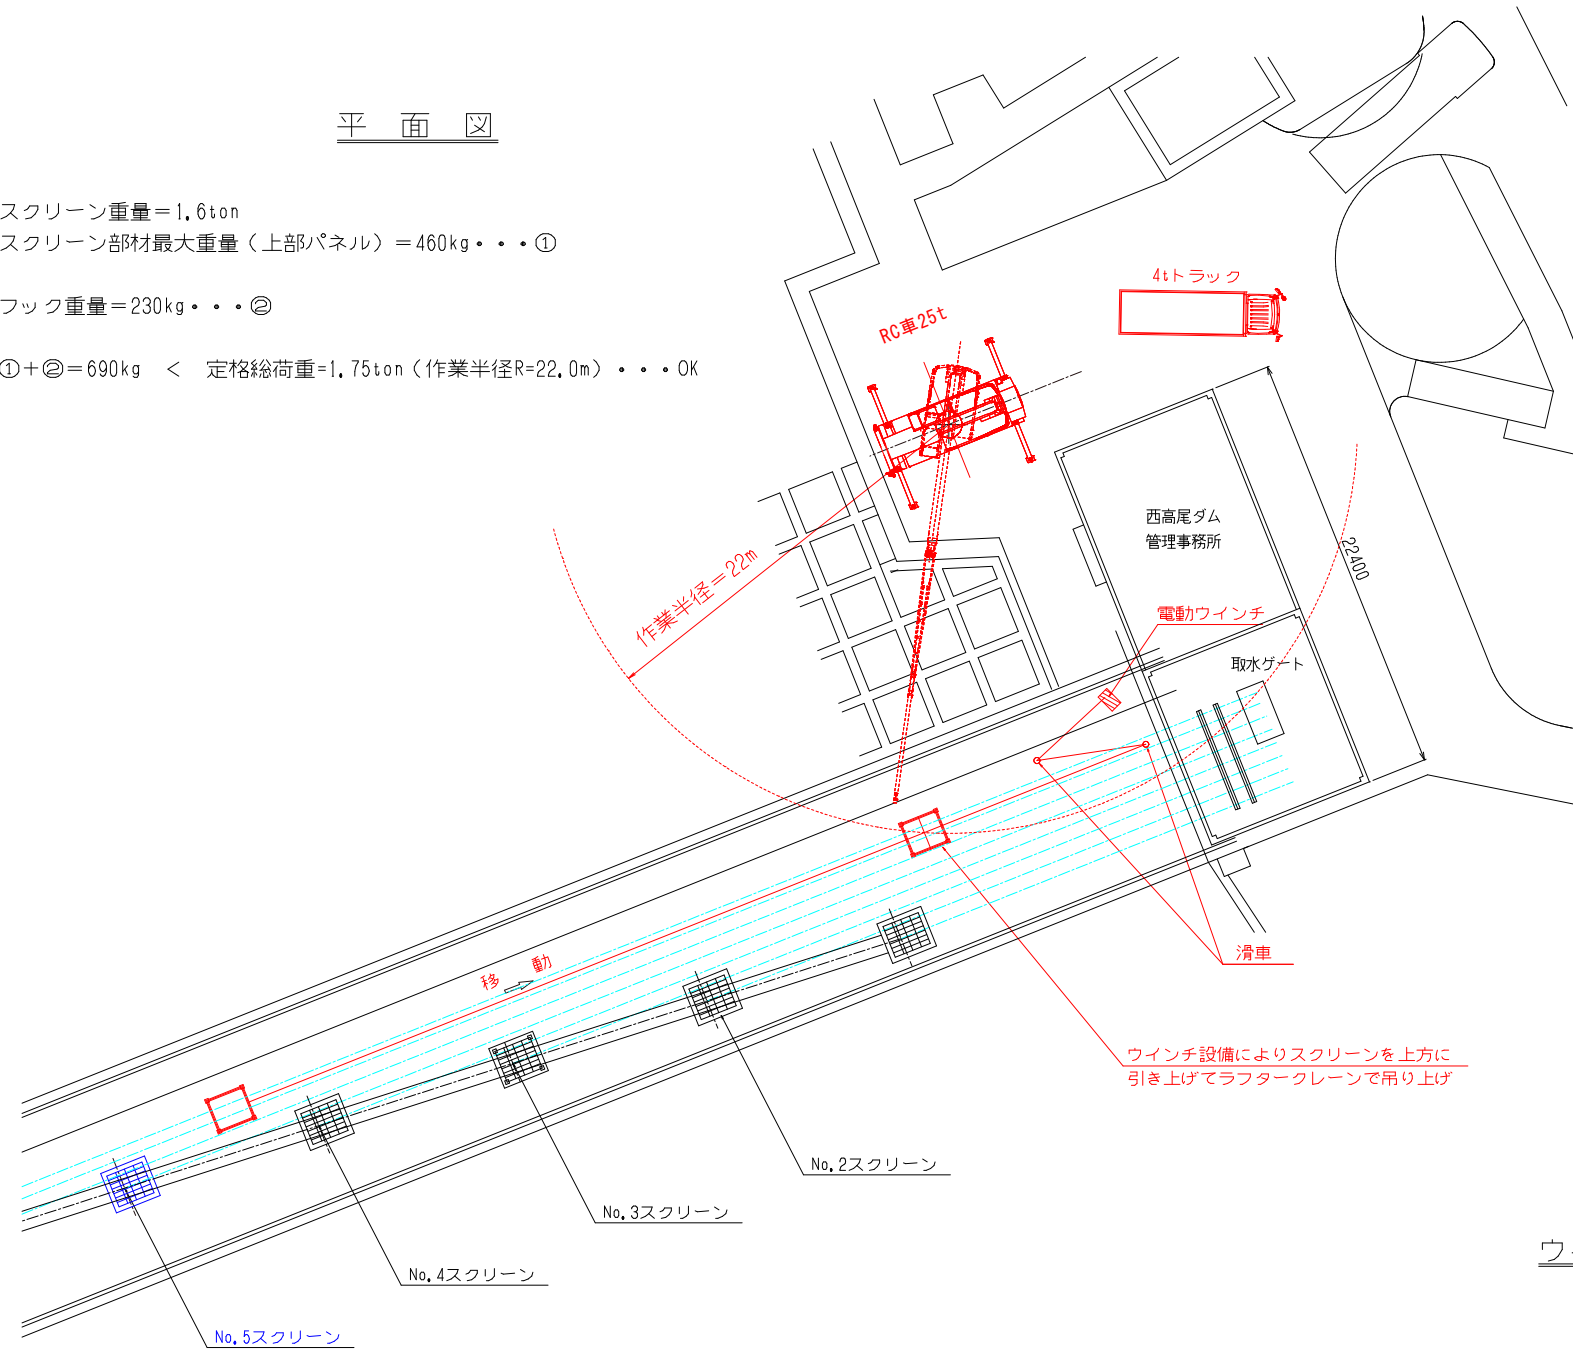 平面図
スクリーン重量＝1.6ton
スクリーン部材最大重量（上部パネル）＝460kg・・・①
フック重量＝230kg・・・②
①＋②＝690kg ＜ 定格総荷重=1.75ton（作業半径R=22.0m）・・・OK
4tトラック
RC車25t
西高尾ダム
管理事務所
22400
作業半径＝22m
電動ウインチ
取水ゲート
滑車
移動
ウインチ設備によりスクリーンを上方に
引き上げてラフタークレーンで吊り上げ
No.2スクリーン
No.3スクリーン
No.4スクリーン
No.5スクリーン
ウ